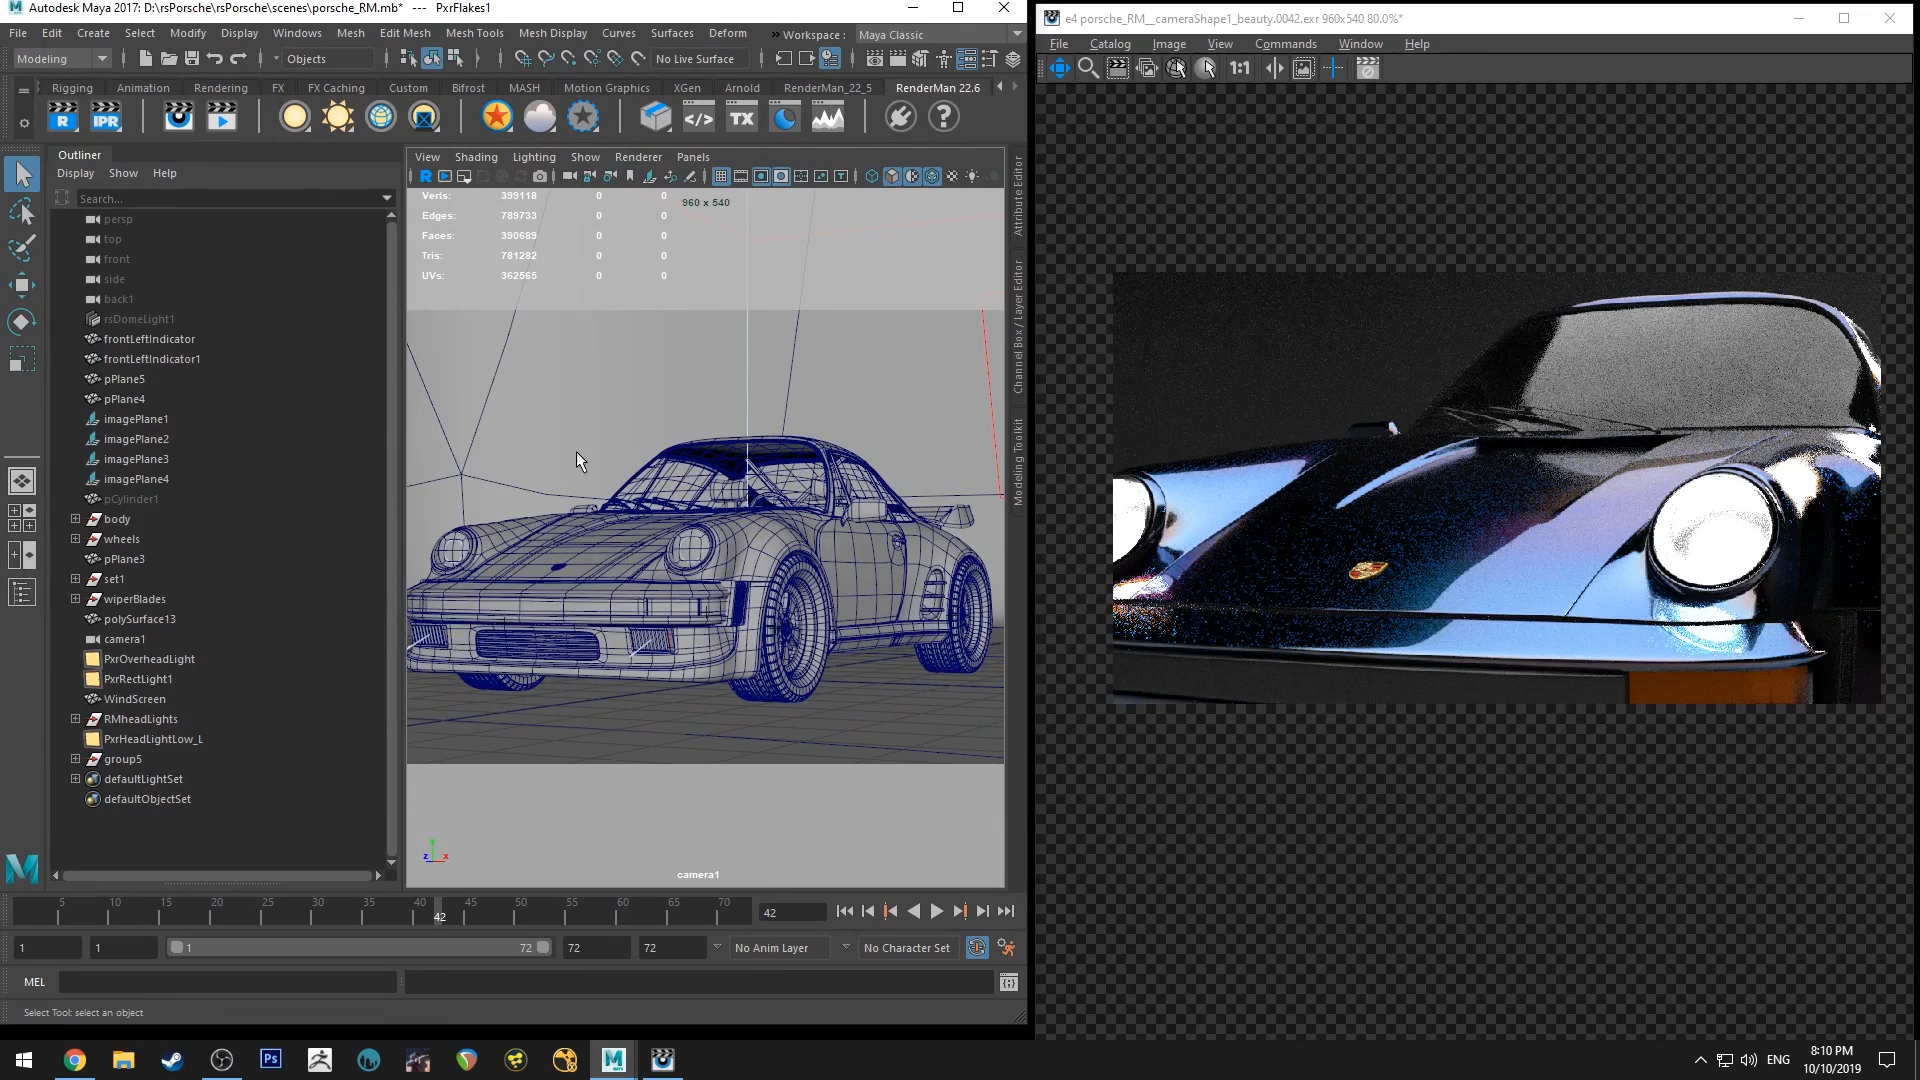 Autodesk Maya 2017: D:\rsPorsche\rsPorsche\scenes\porsche_RM.mb* --- PxrFlakes1
File Edit Create Select Modify Display Windows Mesh Edit Mesh Mesh Tools Mesh Display Curves Surfaces Deform » Workspace : Maya Classic
Modeling Objects No Live Surface
Rigging Animation Rendering FX FX Caching Custom Bifrost MASH Motion Graphics XGen Arnold RenderMan_22_5 RenderMan 22.6
R IPR </> TX ?
Outliner
Display Show Help
Search...
persp
top
front
side
back1
rsDomeLight1
frontLeftIndicator
frontLeftIndicator1
pPlane5
pPlane4
imagePlane1
imagePlane2
imagePlane3
imagePlane4
pCylinder1
body
wheels
pPlane3
set1
wiperBlades
polySurface13
camera1
PxrOverheadLight
PxrRectLight1
WindScreen
RMheadLights
PxrHeadLightLow_L
group5
defaultLightSet
defaultObjectSet
View Shading Lighting Show Renderer Panels
Verts: 399118 0 0
960 x 540
Edges: 789733 0 0
Faces: 390689 0 0
Tris: 781282 0 0
UVs: 362565 0 0
z x
camera1
Attribute Editor
Channel Box / Layer Editor
Modeling Toolkit
5 10 15 20 25 30 35 40 45 50 55 60 65 70
42
42
1 1 1 72 72 72 No Anim Layer No Character Set
MEL
Select Tool: select an object
e4 porsche_RM__cameraShape1_beauty.0042.exr 960x540 80.0%*
File Catalog Image View Commands Window Help
1:1
Ps
M
ENG
8:10 PM
10/10/2019